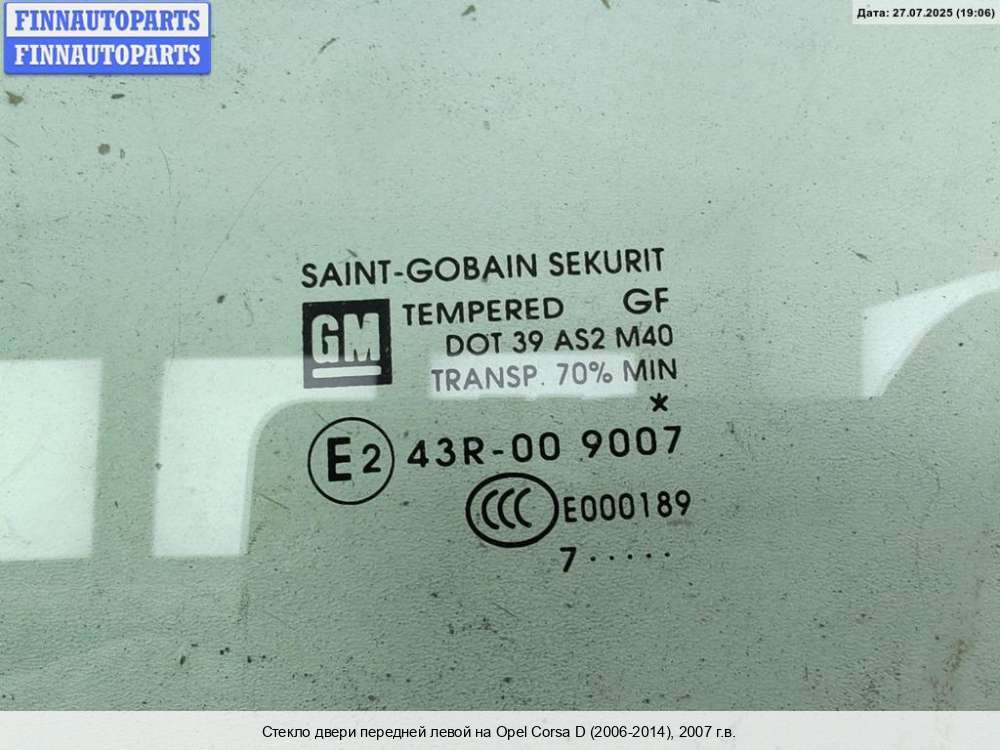 FINNAUTOPARTS
FINNAUTOPARTS
Дата: 27.07.2025 (19:06)
SAINT-GOBAIN SEKURIT
GM
TEMPERED GF
DOT 39 AS2 M40
TRANSP. 70% MIN
*
E2 43R-00 9007
CCC E000189
7 · · · · ·
Стекло двери передней левой на Opel Corsa D (2006-2014), 2007 г.в.